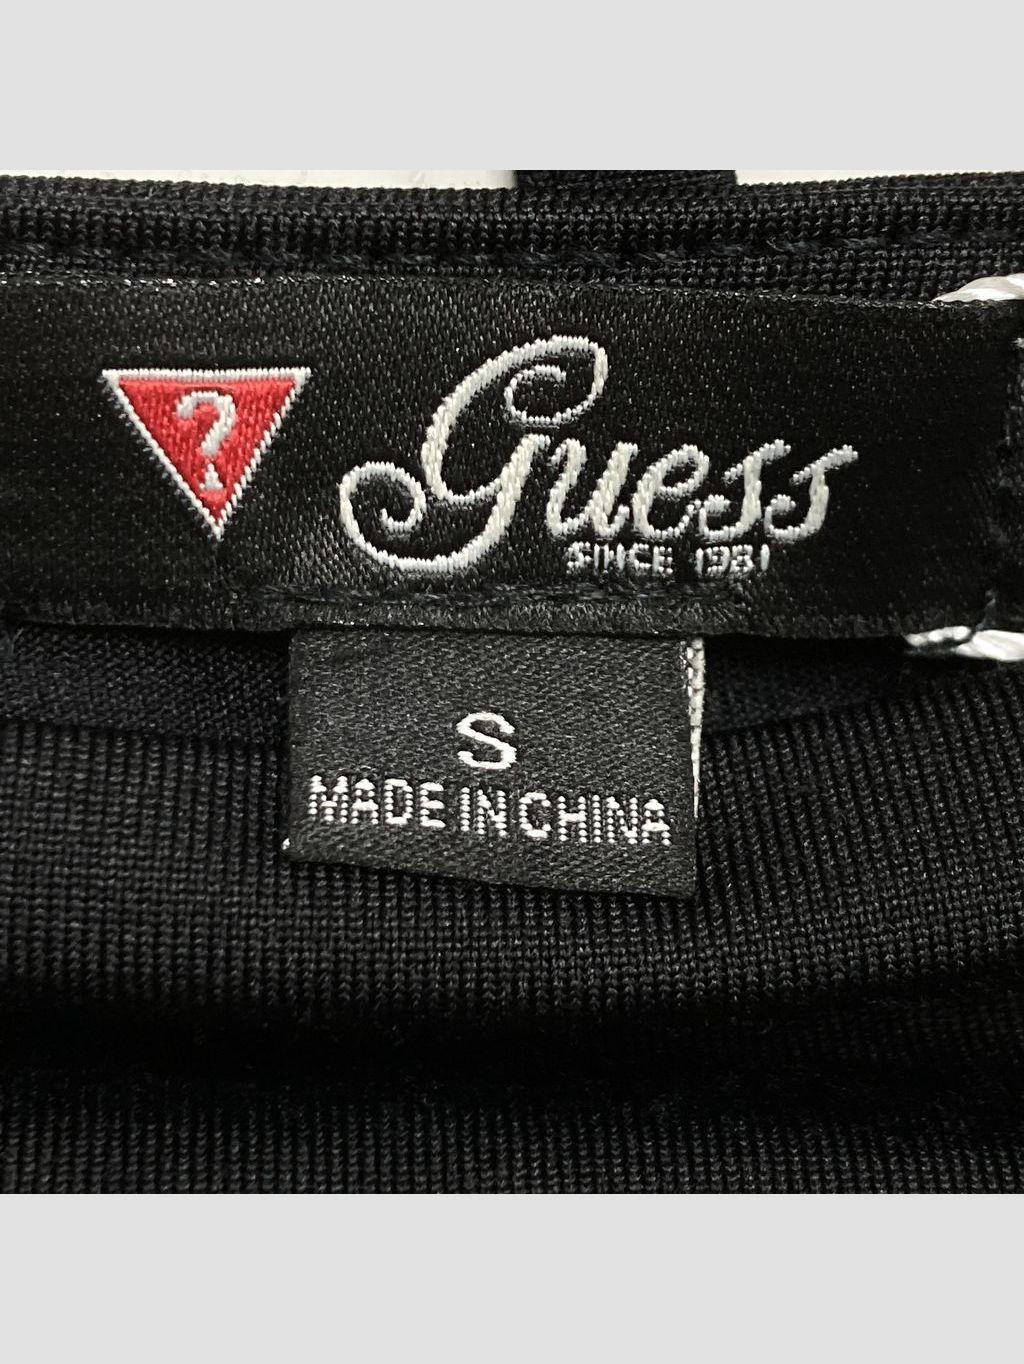 ?
Guess
SINCE 1981
S
MADE IN CHINA